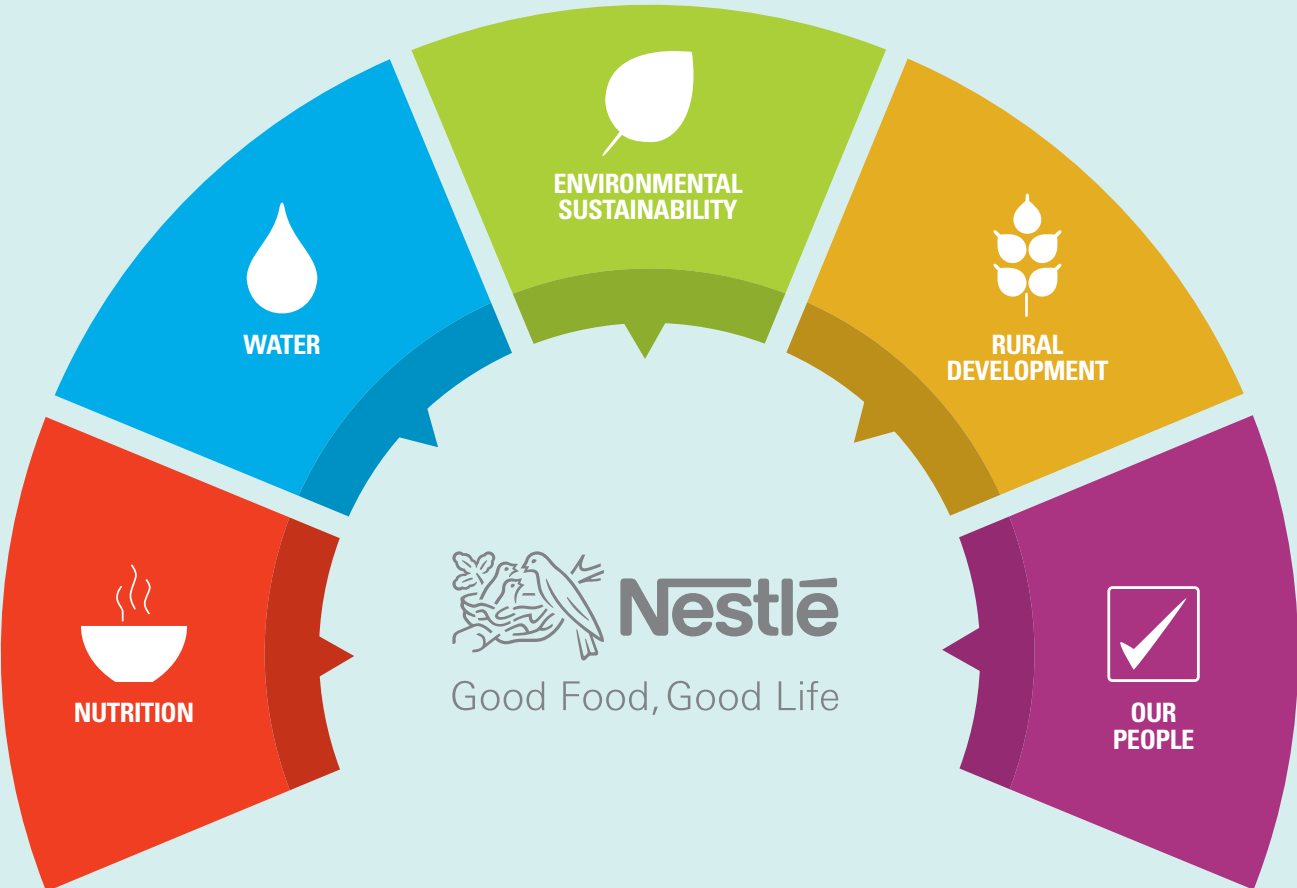 ENVIRONMENTAL
SUSTAINABILITY
WATER
RURAL
DEVELOPMENT
NUTRITION
Nestlé
Good Food, Good Life
OUR
PEOPLE